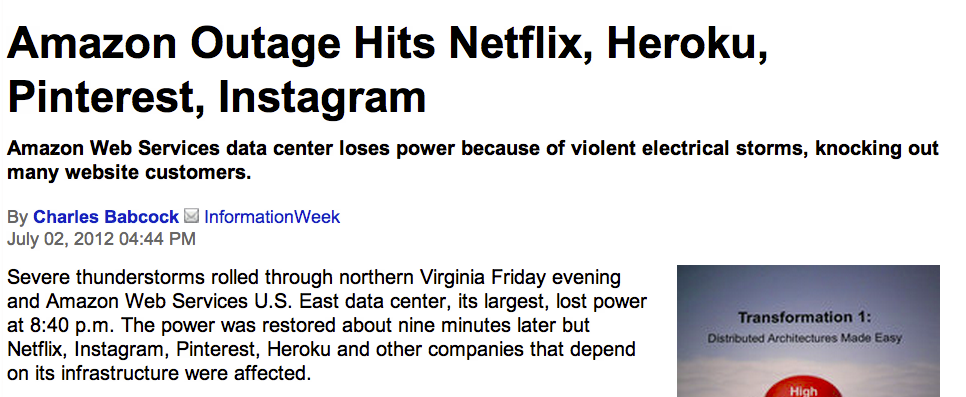 Amazon Outage Hits Netflix, Heroku,
Pinterest, Instagram
Amazon Web Services data center loses power because of violent electrical storms, knocking out
many website customers.
By Charles Babcock InformationWeek
July 02, 2012 04:44 PM
Severe thunderstorms rolled through northern Virginia Friday evening
and Amazon Web Services U.S. East data center, its largest, lost power
at 8:40 p.m. The power was restored about nine minutes later but
Netflix, Instagram, Pinterest, Heroku and other companies that depend
on its infrastructure were affected.
Transformation 1:
Distributed Architectures Made Easy
High